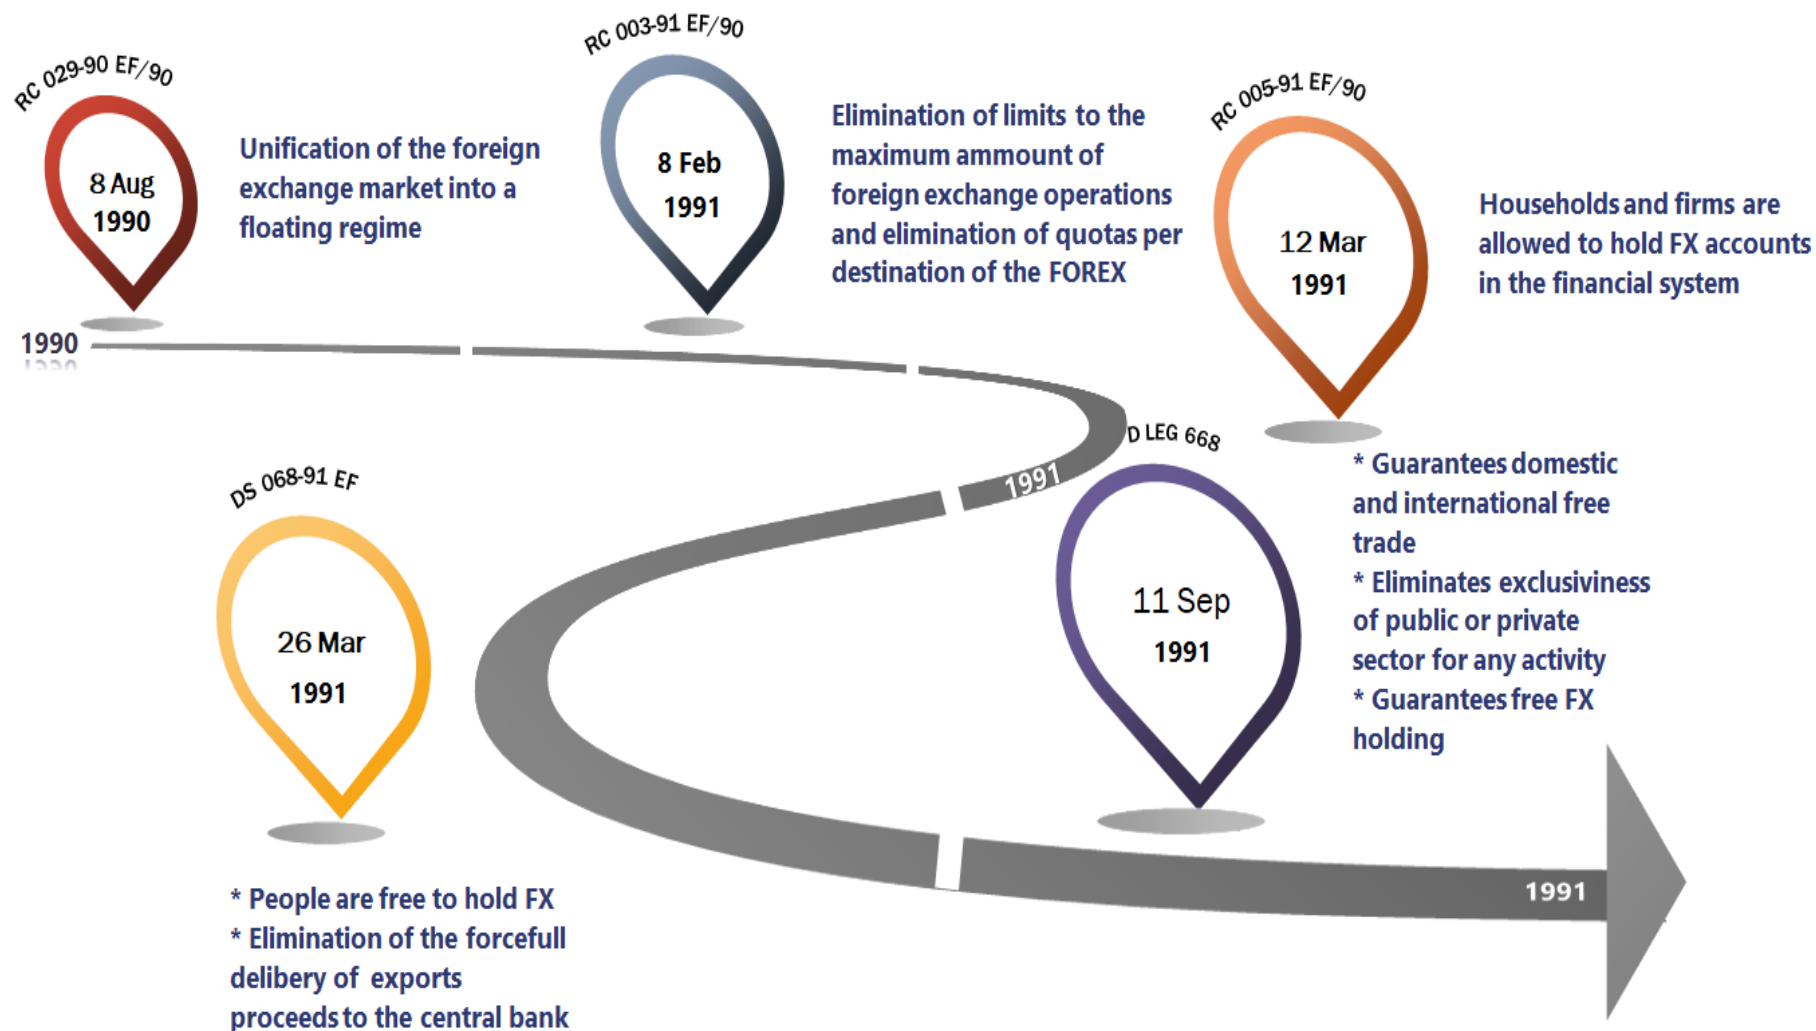 RC 029-90 EF/90
8 Aug
1990
Unification of the foreign
exchange market into a
floating regime
RC 003-91 EF/90
8 Feb
1991
Elimination of limits to the
maximum ammount of
foreign exchange operations
and elimination of quotas per
destination of the FOREX
RC 005-91 EF/90
12 Mar
1991
Households and firms are
allowed to hold FX accounts
in the financial system
1990
1991
DS 068-91 EF
26 Mar
1991
* People are free to hold FX
* Elimination of the forcefull
delibery of exports
proceeds to the central bank
D LEG 668
11 Sep
1991
* Guarantees domestic
and international free
trade
* Eliminates exclusiviness
of public or private
sector for any activity
* Guarantees free FX
holding
1991